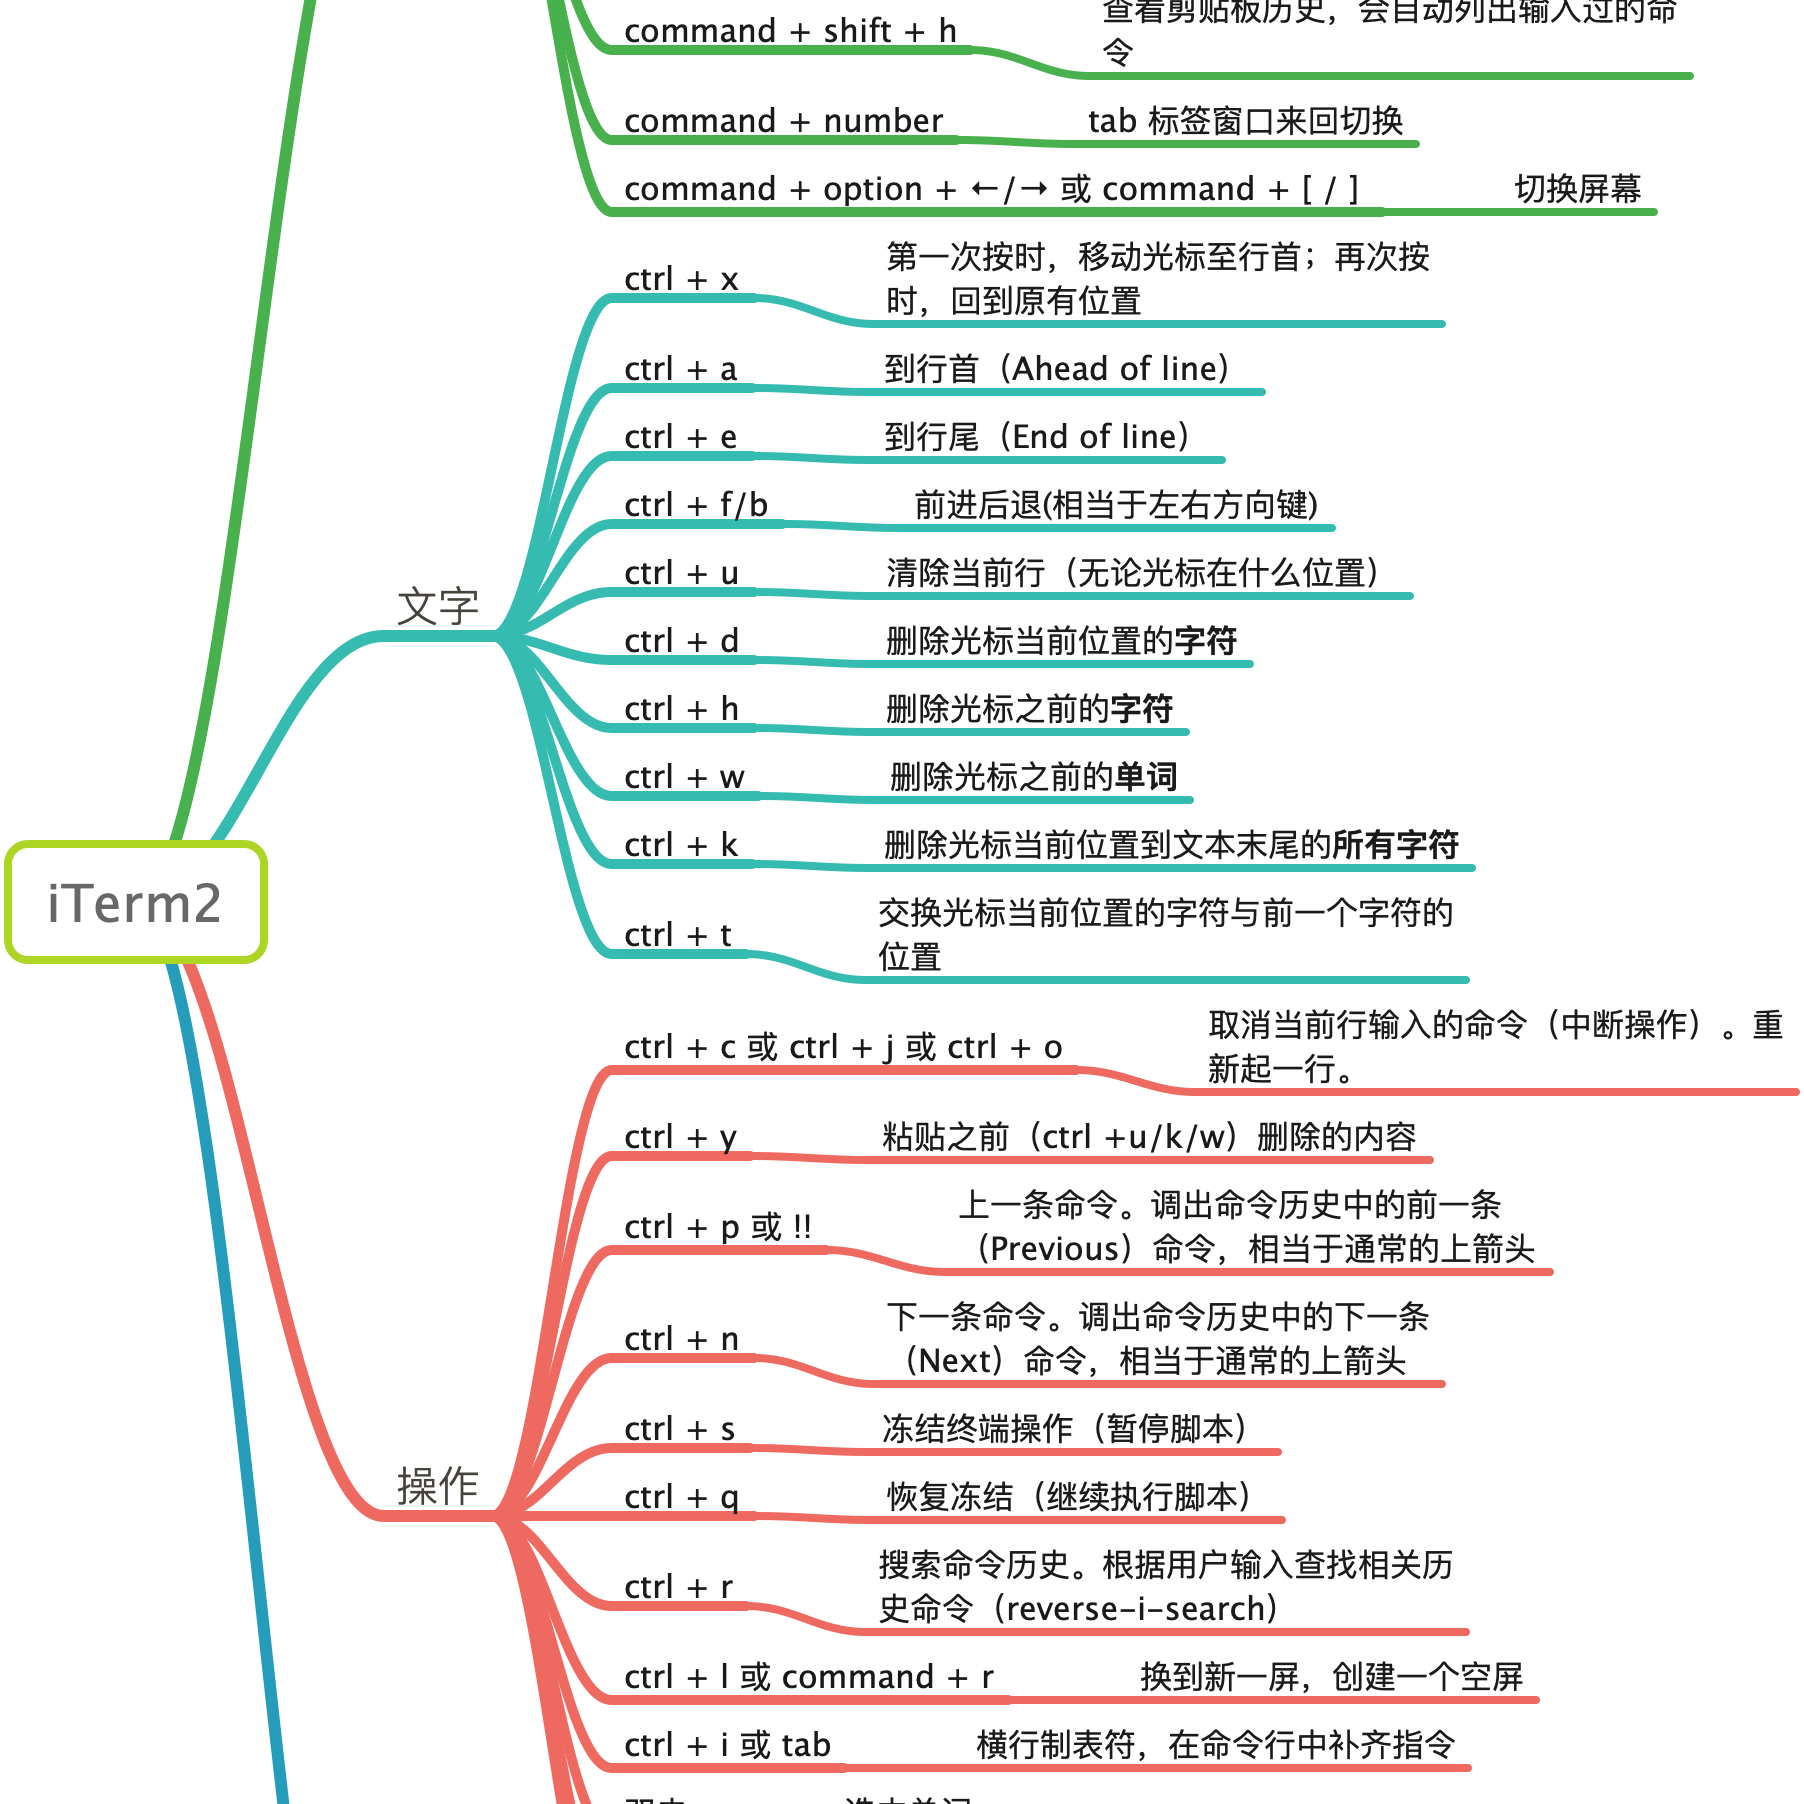 command + shift + h
查看剪贴板历史，会自动列出输入过的命
令
command + number
tab 标签窗口来回切换
command + option + ←/→ 或 command + [ / ]
切换屏幕
ctrl + x
第一次按时，移动光标至行首；再次按
时，回到原有位置
ctrl + a
到行首（Ahead of line）
ctrl + e
到行尾（End of line）
ctrl + f/b
前进后退(相当于左右方向键)
ctrl + u
清除当前行（无论光标在什么位置）
ctrl + d
删除光标当前位置的字符
ctrl + h
删除光标之前的字符
ctrl + w
删除光标之前的单词
ctrl + k
删除光标当前位置到文本末尾的所有字符
ctrl + t
交换光标当前位置的字符与前一个字符的
位置
文字
iTerm2
ctrl + c 或 ctrl + j 或 ctrl + o
取消当前行输入的命令（中断操作）。重
新起一行。
ctrl + y
粘贴之前（ctrl +u/k/w）删除的内容
ctrl + p 或 !!
上一条命令。调出命令历史中的前一条
（Previous）命令，相当于通常的上箭头
ctrl + n
下一条命令。调出命令历史中的下一条
（Next）命令，相当于通常的上箭头
ctrl + s
冻结终端操作（暂停脚本）
操作
ctrl + q
恢复冻结（继续执行脚本）
ctrl + r
搜索命令历史。根据用户输入查找相关历
史命令（reverse-i-search）
ctrl + l 或 command + r
换到新一屏，创建一个空屏
ctrl + i 或 tab
横行制表符，在命令行中补齐指令